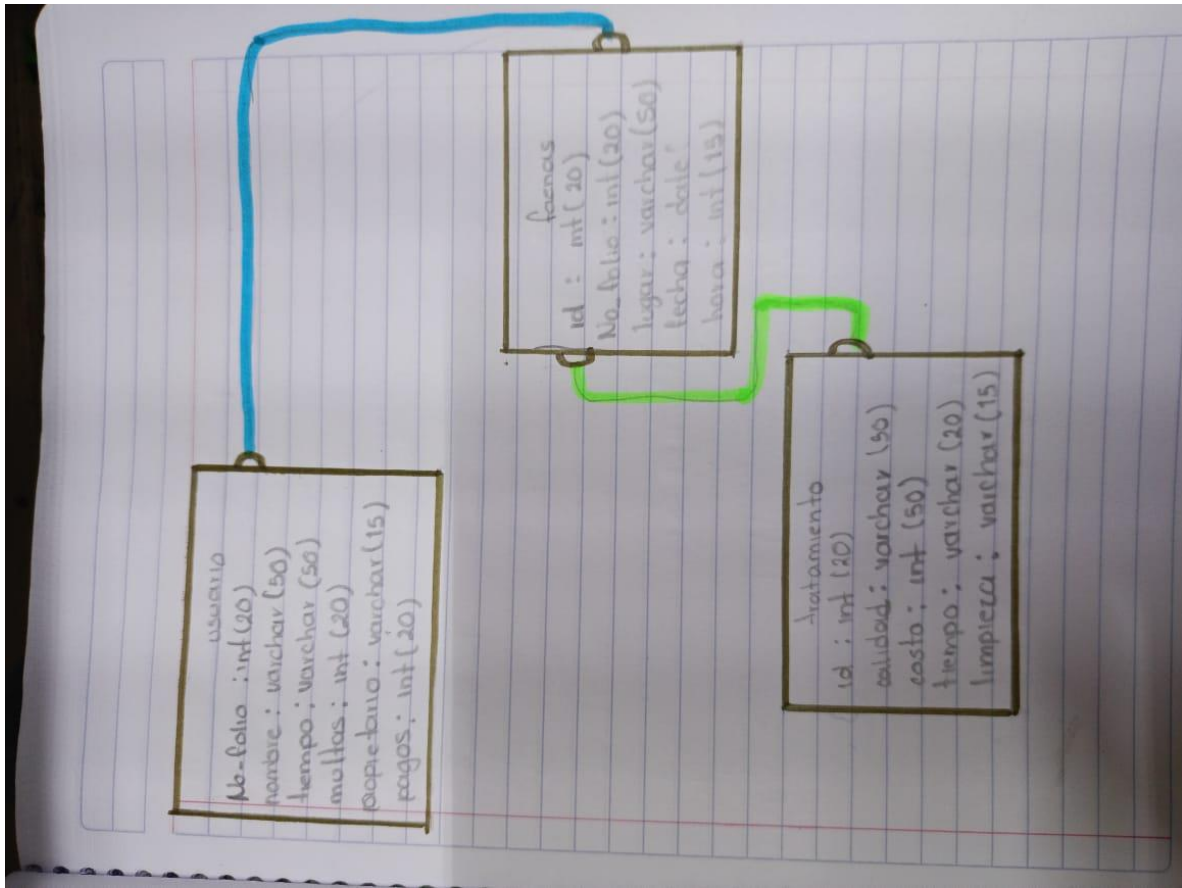 usuario
No-folio : int(20)
nombre : varchar (50)
tiempo : varchar (50)
multas : int (20)
propietario : varchar (15)
pagos : int (20)
faenas
id : int (20)
No_folio : int (20)
lugar : varchar (50)
fecha : date
hora : int (15)
tratamiento
id : int (20)
calidad : varchar (50)
costo : int (50)
tiempo : varchar (20)
limpieza : varchar (15)